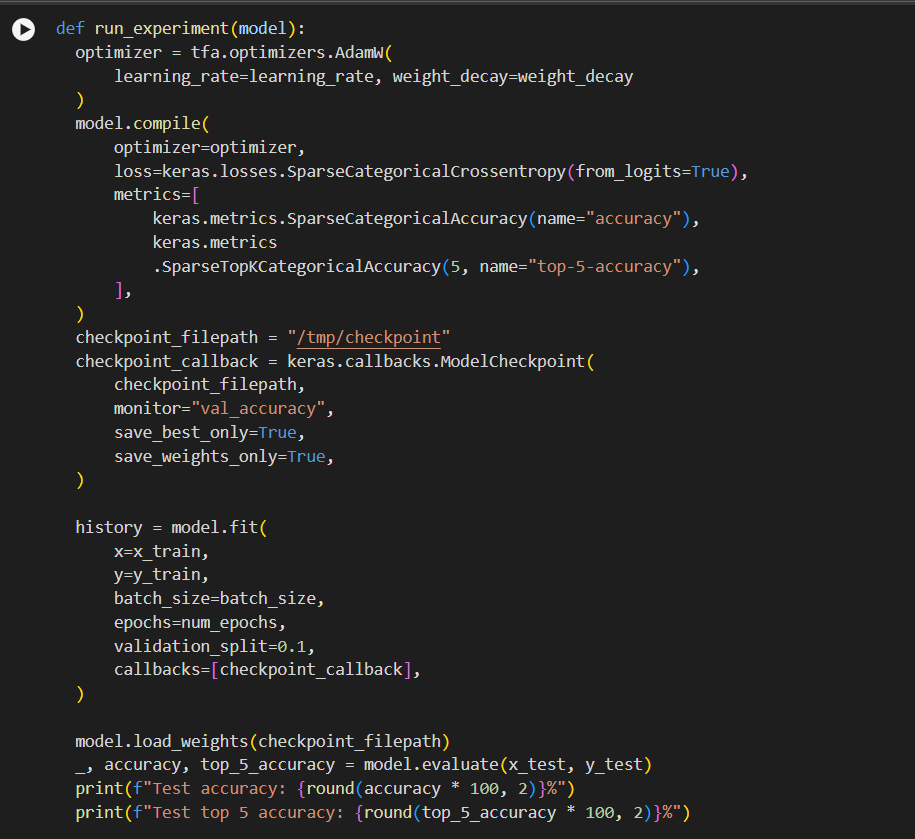 def run_experiment(model):
  optimizer = tfa.optimizers.AdamW(
      learning_rate=learning_rate, weight_decay=weight_decay
  )
  model.compile(
      optimizer=optimizer,
      loss=keras.losses.SparseCategoricalCrossentropy(from_logits=True),
      metrics=[
          keras.metrics.SparseCategoricalAccuracy(name="accuracy"),
          keras.metrics
          .SparseTopKCategoricalAccuracy(5, name="top-5-accuracy"),
      ],
  )
  checkpoint_filepath = "/tmp/checkpoint"
  checkpoint_callback = keras.callbacks.ModelCheckpoint(
      checkpoint_filepath,
      monitor="val_accuracy",
      save_best_only=True,
      save_weights_only=True,
  )

  history = model.fit(
      x=x_train,
      y=y_train,
      batch_size=batch_size,
      epochs=num_epochs,
      validation_split=0.1,
      callbacks=[checkpoint_callback],
  )

  model.load_weights(checkpoint_filepath)
  _, accuracy, top_5_accuracy = model.evaluate(x_test, y_test)
  print(f"Test accuracy: {round(accuracy * 100, 2)}%")
  print(f"Test top 5 accuracy: {round(top_5_accuracy * 100, 2)}%")